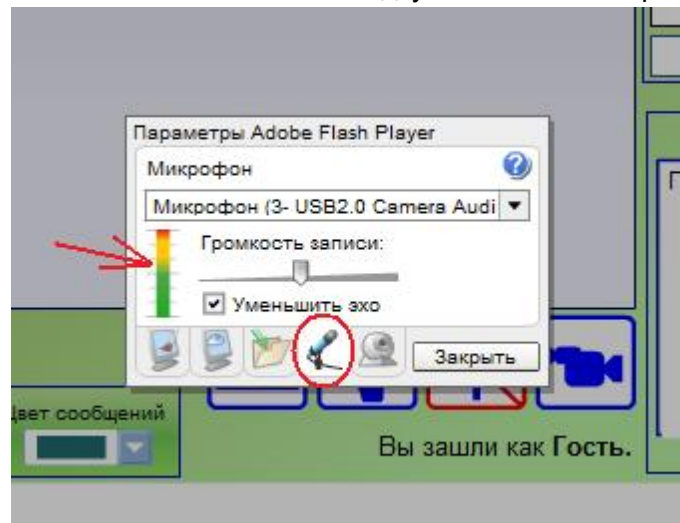 Параметры Adobe Flash Player
Микрофон
Микрофон (3- USB2.0 Camera Audi
Громкость записи:
Уменьшить эхо
Закрыть
Цвет сообщений
Вы зашли как Гость.